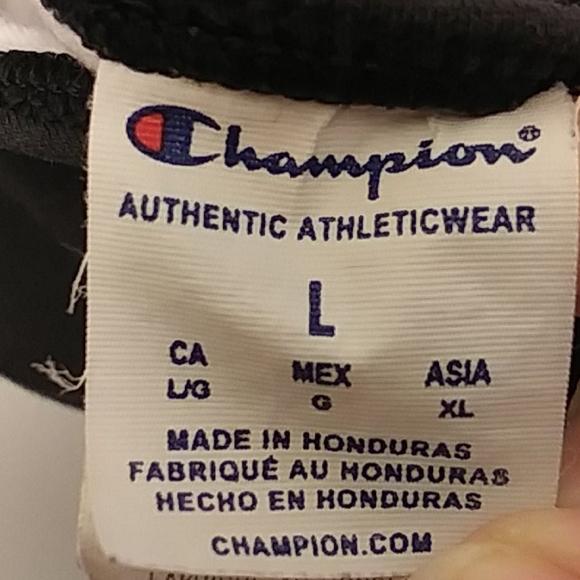 Champion®
AUTHENTIC ATHLETICWEAR
L
CA MEX ASIA
L/G G XL
MADE IN HONDURAS
FABRIQUÉ AU HONDURAS
HECHO EN HONDURAS
CHAMPION.COM